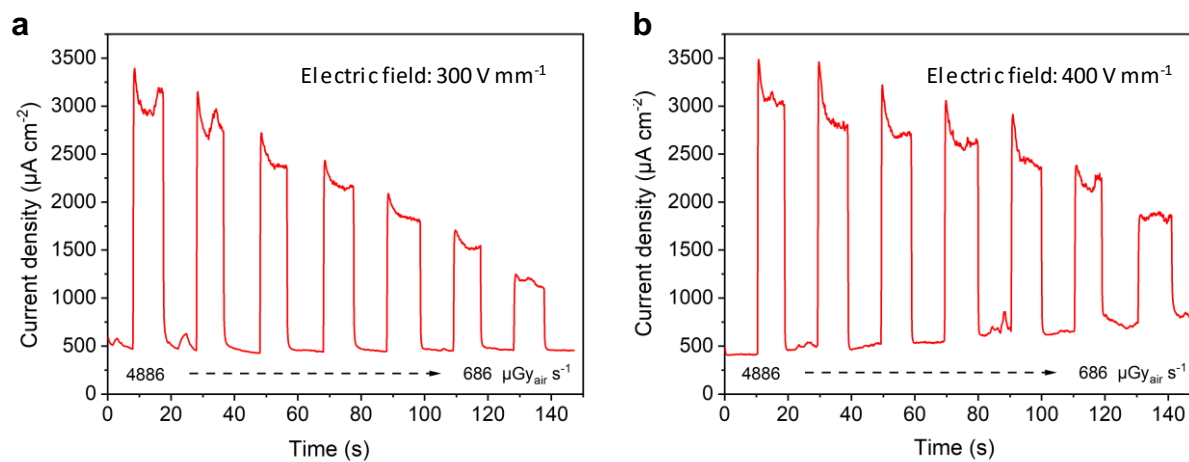 a
Electric field: 300 V mm⁻¹
Current density (µA cm⁻²)
3500
3000
2500
2000
1500
1000
500
0
4886
686 µGyair s⁻¹
0 20 40 60 80 100 120 140
Time (s)
b
Electric field: 400 V mm⁻¹
Current density (µA cm⁻²)
3500
3000
2500
2000
1500
1000
500
0
4886
686 µGyair s⁻¹
0 20 40 60 80 100 120 140
Time (s)